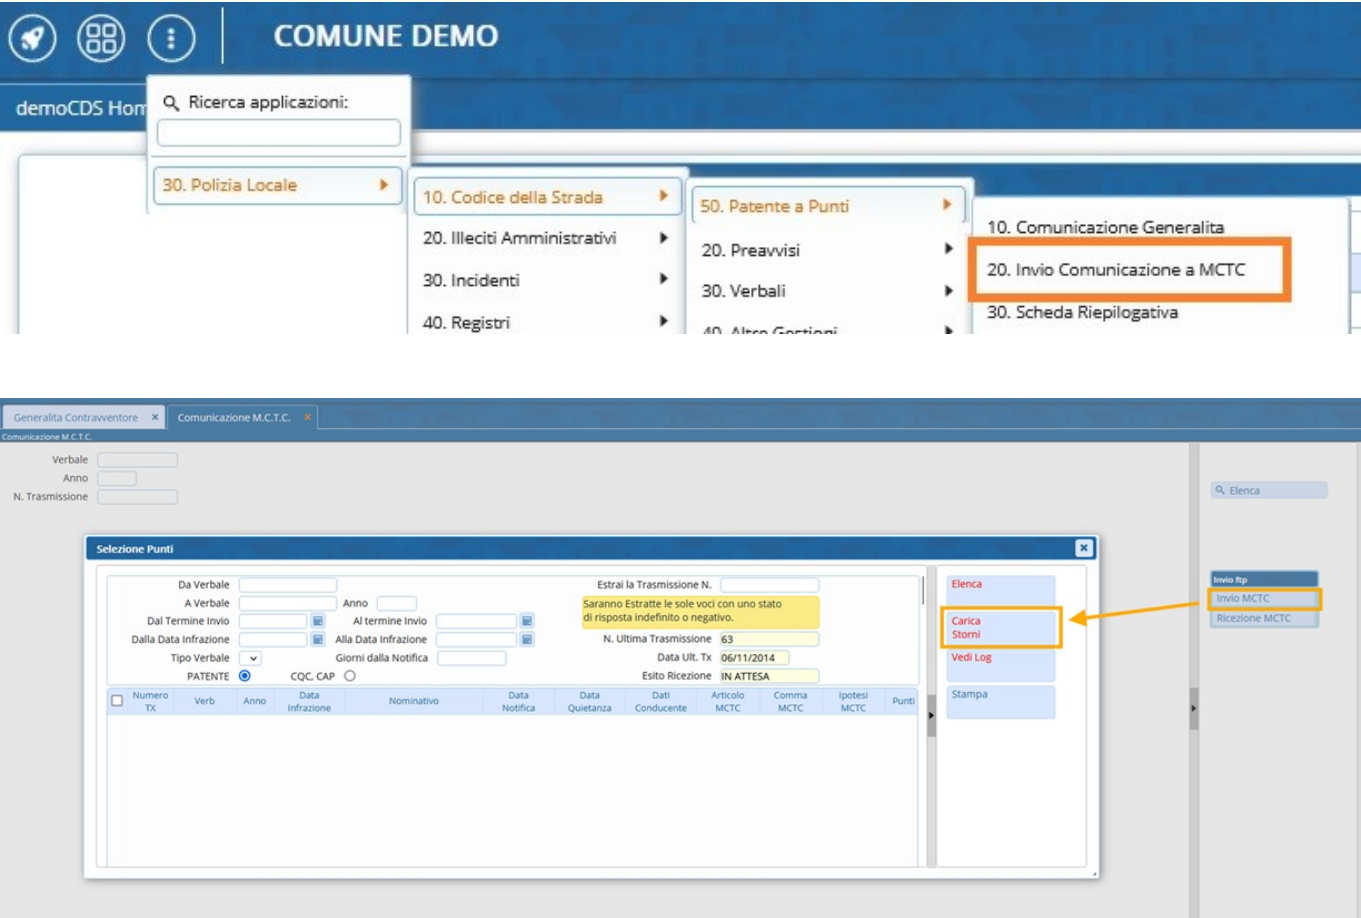 COMUNE DEMO
demoCDS Hom
Ricerca applicazioni:
30. Polizia Locale
10. Codice della Strada
20. Illeciti Amministrativi
30. Incidenti
40. Registri
50. Patente a Punti
20. Preavvisi
30. Verbali
40. Altre Gestioni
10. Comunicazione Generalita
20. Invio Comunicazione a MCTC
30. Scheda Riepilogativa
Generalita Contravventore
Comunicazione M.C.T.C.
Comunicazione M.C.T.C.
Verbale
Anno
N. Trasmissione
Elenca
Invio ftp
Invio MCTC
Ricezione MCTC
Selezione Punti
Da Verbale
Estrai la Trasmissione N.
A Verbale Anno
Saranno Estratte le sole voci con uno stato
di risposta indefinito o negativo.
Dal Termine Invio Al termine Invio
Dalla Data Infrazione Alla Data Infrazione
N. Ultima Trasmissione 63
Tipo Verbale Giorni dalla Notifica
Data Ult. Tx 06/11/2014
PATENTE CQC, CAP
Esito Ricezione IN ATTESA
Numero TX Verb Anno Data Infrazione Nominativo Data Notifica Data Quietanza Dati Conducente Articolo MCTC Comma MCTC Ipotesi MCTC Punti
Elenca
Carica
Storni
Vedi Log
Stampa